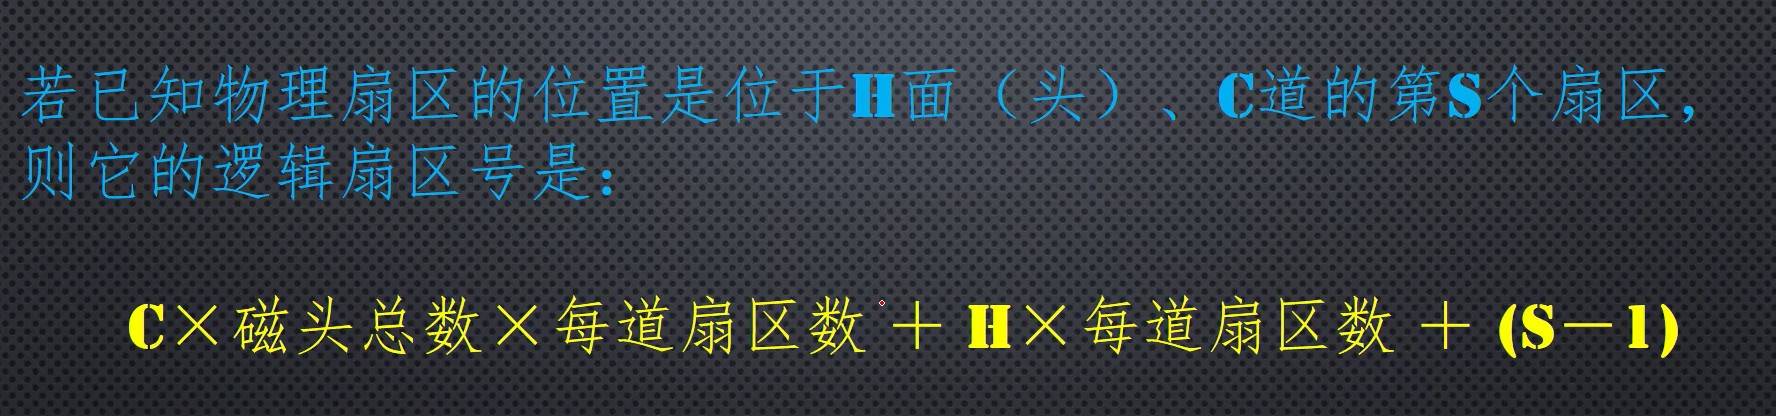 若已知物理扇区的位置是位于H面（头）、C道的第S个扇区，
则它的逻辑扇区号是：
C×磁头总数×每道扇区数 ＋ H×每道扇区数 ＋ (S－1)